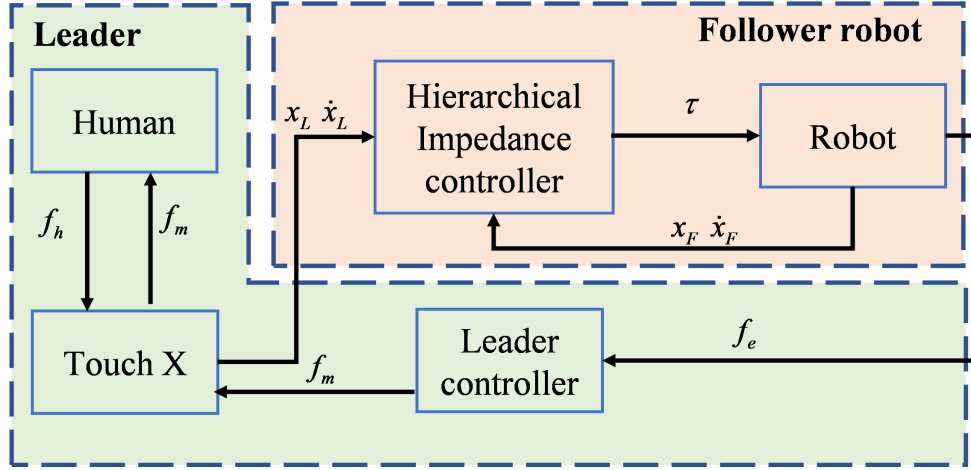 Leader
Follower robot
Human
Hierarchical
Impedance
controller
Robot
x_L ẋ_L
τ
f_h
f_m
x_F ẋ_F
Touch X
f_m
Leader
controller
f_e